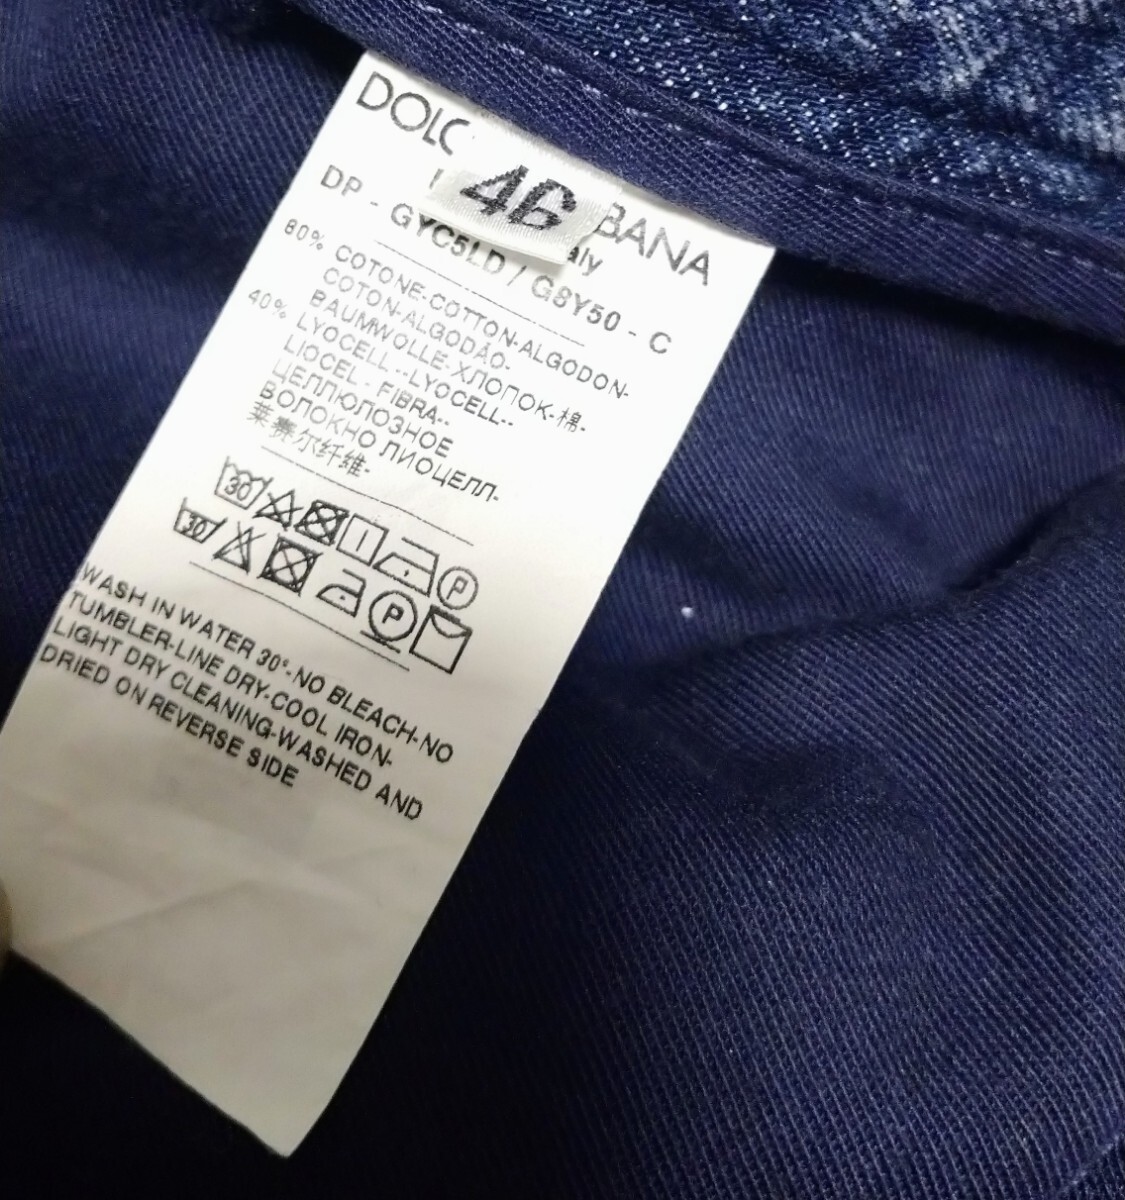 DOLC
BANA
46
aly
DP - GYC5LD / G8Y50 - C
60% COTONE-COTTON-ALGODON-
COTON-ALGODÃO-
BAUMWOLLE-ХЛОПОК-棉-
40% LYOCELL--LYOCELL--
LIOCEL - FIBRA--
ЦЕЛЛЮЛОЗНОЕ
ВОЛОКНО ЛИОЦЕЛЛ-
莱赛尔纤维-
30 P
30 P
WASH IN WATER 30°-NO BLEACH-NO
TUMBLER-LINE DRY-COOL IRON-
LIGHT DRY CLEANING-WASHED AND
DRIED ON REVERSE SIDE